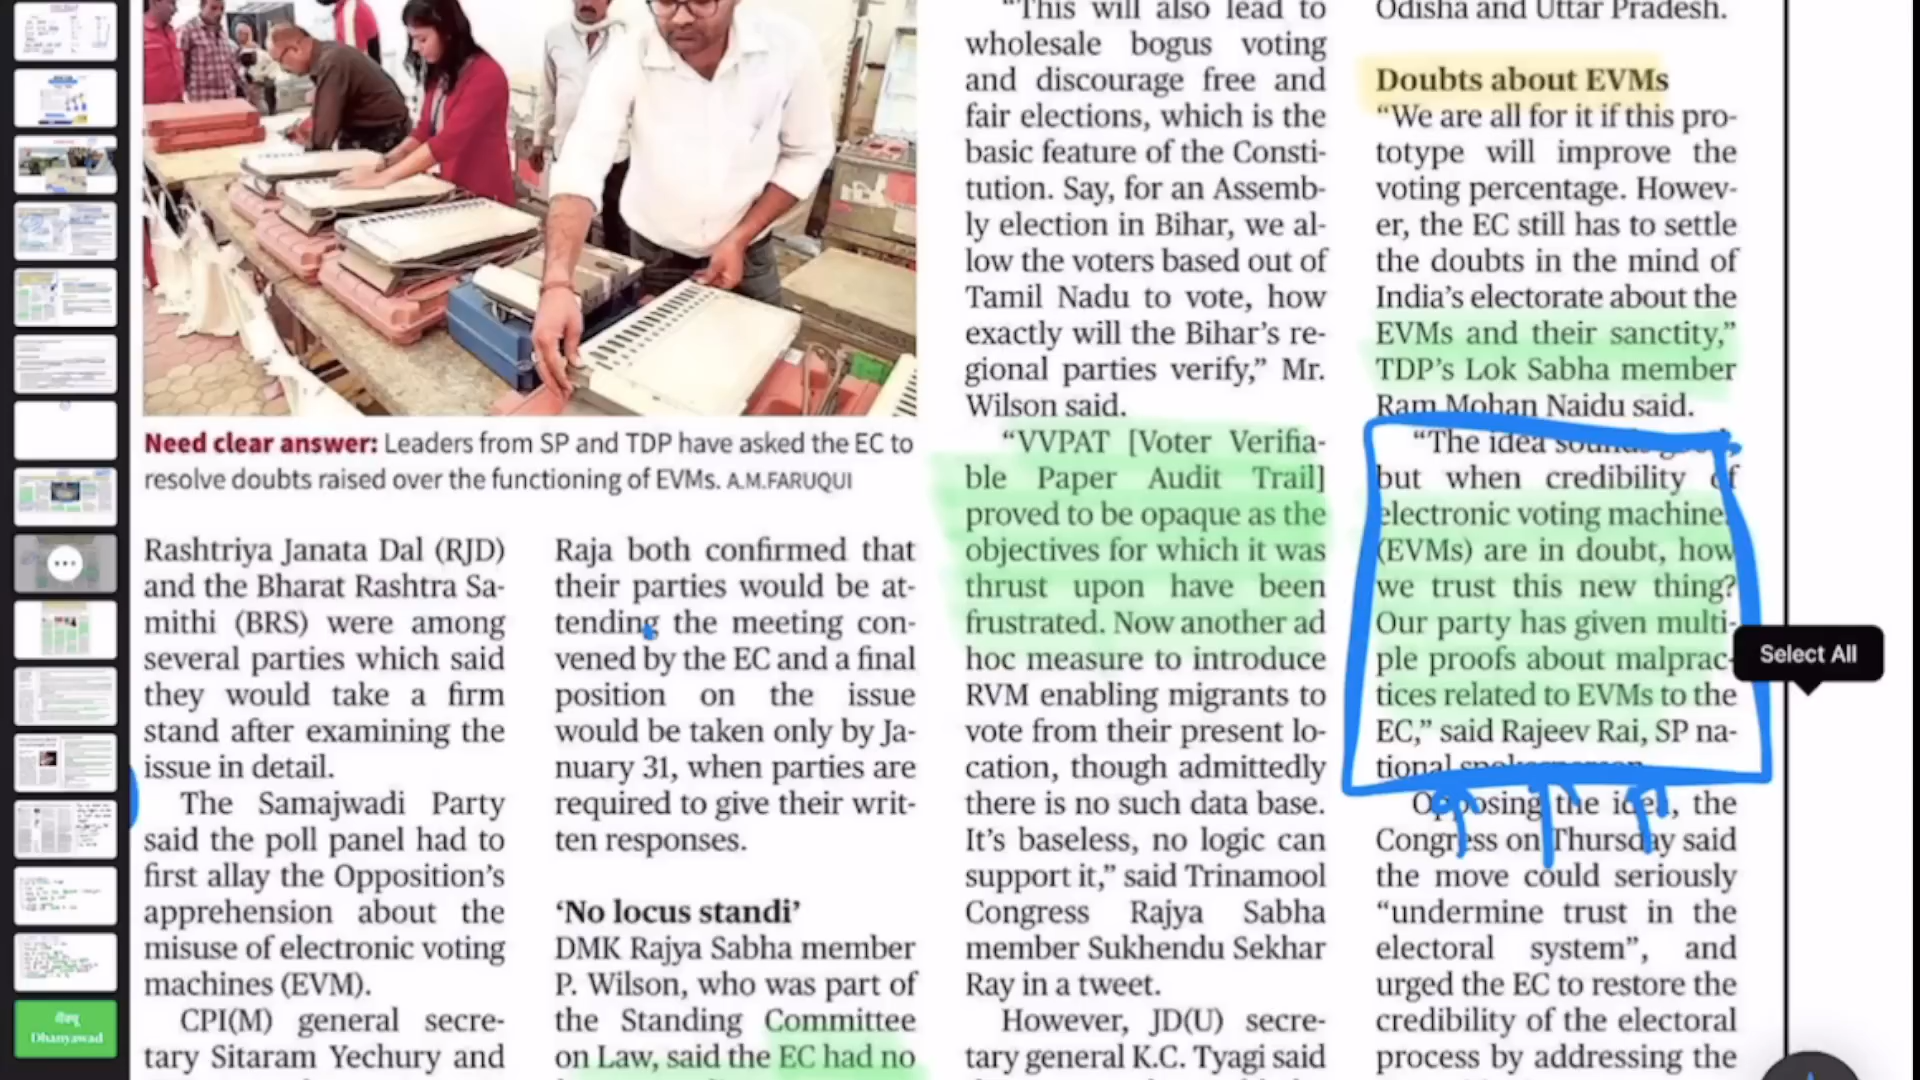 Need clear answer: Leaders from SP and TDP have asked the EC to
resolve doubts raised over the functioning of EVMs. A.M.FARUQUI
Rashtriya Janata Dal (RJD)
and the Bharat Rashtra Sa-
mithi (BRS) were among
several parties which said
they would take a firm
stand after examining the
issue in detail.
The Samajwadi Party
said the poll panel had to
first allay the Opposition's
apprehension about the
misuse of electronic voting
machines (EVM).
CPI(M) general secre-
tary Sitaram Yechury and
Raja both confirmed that
their parties would be at-
tending the meeting con-
vened by the EC and a final
position on the issue
would be taken only by Ja-
nuary 31, when parties are
required to give their writ-
ten responses.
'No locus standi'
DMK Rajya Sabha member
P. Wilson, who was part of
the Standing Committee
on Law, said the EC had no
"This will also lead to
wholesale bogus voting
and discourage free and
fair elections, which is the
basic feature of the Consti-
tution. Say, for an Assemb-
ly election in Bihar, we al-
low the voters based out of
Tamil Nadu to vote, how
exactly will the Bihar's re-
gional parties verify," Mr.
Wilson said.
"VVPAT [Voter Verifia-
ble Paper Audit Trail]
proved to be opaque as the
objectives for which it was
thrust upon have been
frustrated. Now another ad
hoc measure to introduce
RVM enabling migrants to
vote from their present lo-
cation, though admittedly
there is no such data base.
It's baseless, no logic can
support it," said Trinamool
Congress Rajya Sabha
member Sukhendu Sekhar
Ray in a tweet.
However, JD(U) secre-
tary general K.C. Tyagi said
Odisha and Uttar Pradesh.
Doubts about EVMs
"We are all for it if this pro-
totype will improve the
voting percentage. Howev-
er, the EC still has to settle
the doubts in the mind of
India's electorate about the
EVMs and their sanctity,"
TDP's Lok Sabha member
Ram Mohan Naidu said.
"The idea sounds
but when credibility of
electronic voting machines
(EVMs) are in doubt, how
we trust this new thing?
Our party has given multi-
ple proofs about malprac-
tices related to EVMs to the
EC," said Rajeev Rai, SP na-
tional spokesperson.
Opposing the idea, the
Congress on Thursday said
the move could seriously
"undermine trust in the
electoral system", and
urged the EC to restore the
credibility of the electoral
process by addressing the
Select All
थैंक्यू
Dhanyawad